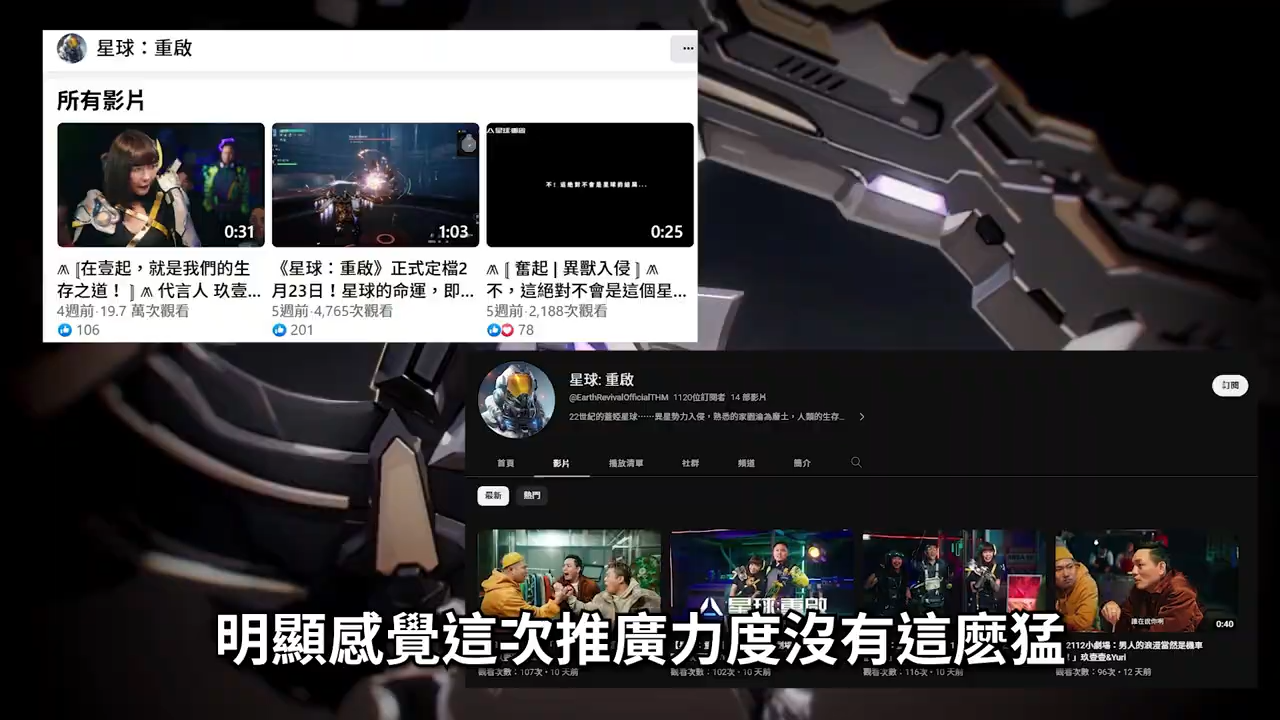 星球：重啟
所有影片
0:31
1:03
不！這絕對不會是星球的結局...
0:25
⩕〚在壹起，就是我們的生
存之道！〛⩕ 代言人 玖壹...
4週前·19.7 萬次觀看
106
《星球：重啟》正式定檔2
月23日！星球的命運，即...
5週前·4,765次觀看
201
⩕〚奮起 | 異獸入侵〛⩕
不，這絕對不會是這個星...
5週前·2,188次觀看
78
星球: 重啟
@EarthRevivalOfficialTHM 1120位訂閱者 14 部影片
22世紀的蓋婭星球⋯⋯異星勢力入侵，熟悉的家園淪為廢土，人類的生存...
訂閱
首頁 影片 播放清單 社群 頻道 簡介
最新 熱門
星球:重啟
誰在說你啊
0:40
明顯感覺這次推廣力度沒有這麽猛
2112小劇場：男人的浪漫當然是機車
！」玖壹壹&Yuri
觀看次數：107次・10 天前
觀看次數：102次・10 天前
觀看次數：116次・10 天前
觀看次數：96次・12 天前